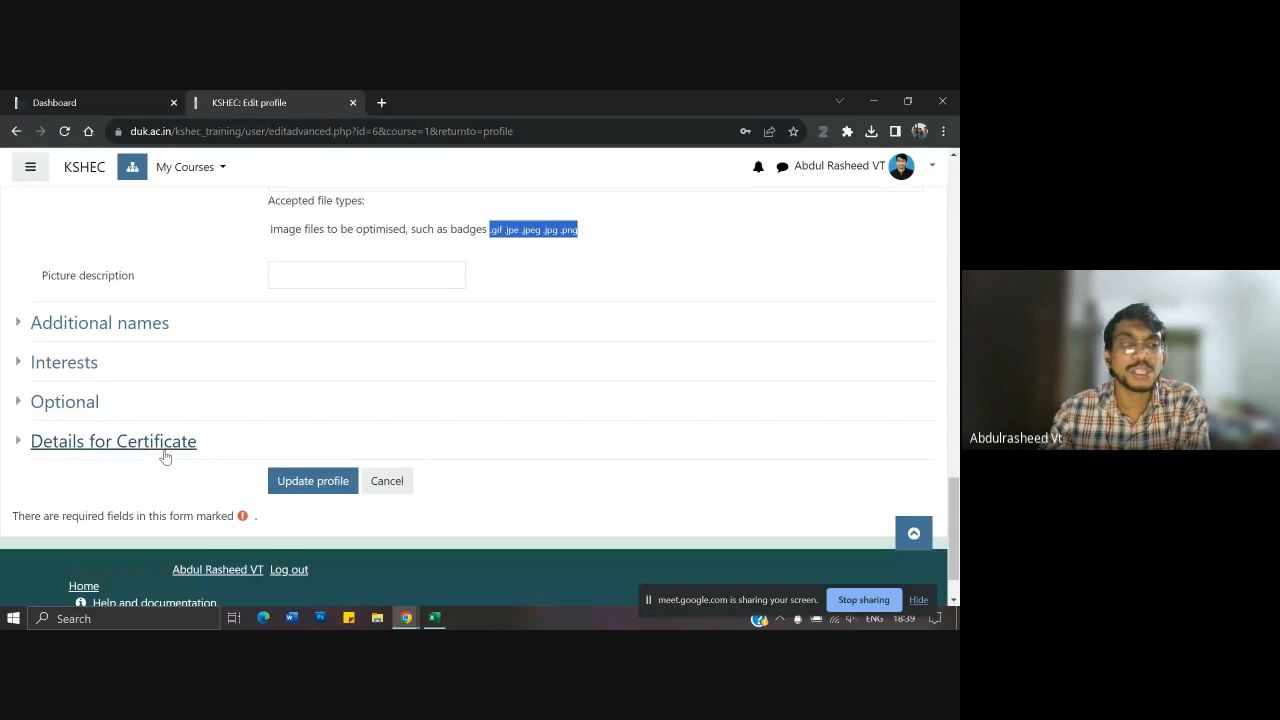 Dashboard
KSHEC: Edit profile
duk.ac.in/kshec_training/user/editadvanced.php?id=6&course=1&returnto=profile
KSHEC
My Courses
Abdul Rasheed VT
Accepted file types:
Image files to be optimised, such as badges .gif .jpe .jpeg .jpg .png
Picture description
Additional names
Interests
Optional
Details for Certificate
Update profile
Cancel
There are required fields in this form marked .
Abdul Rasheed VT Log out
Home
Help and documentation
meet.google.com is sharing your screen.
Stop sharing
Hide
Search
ENG
18:39
Abdulrasheed Vt